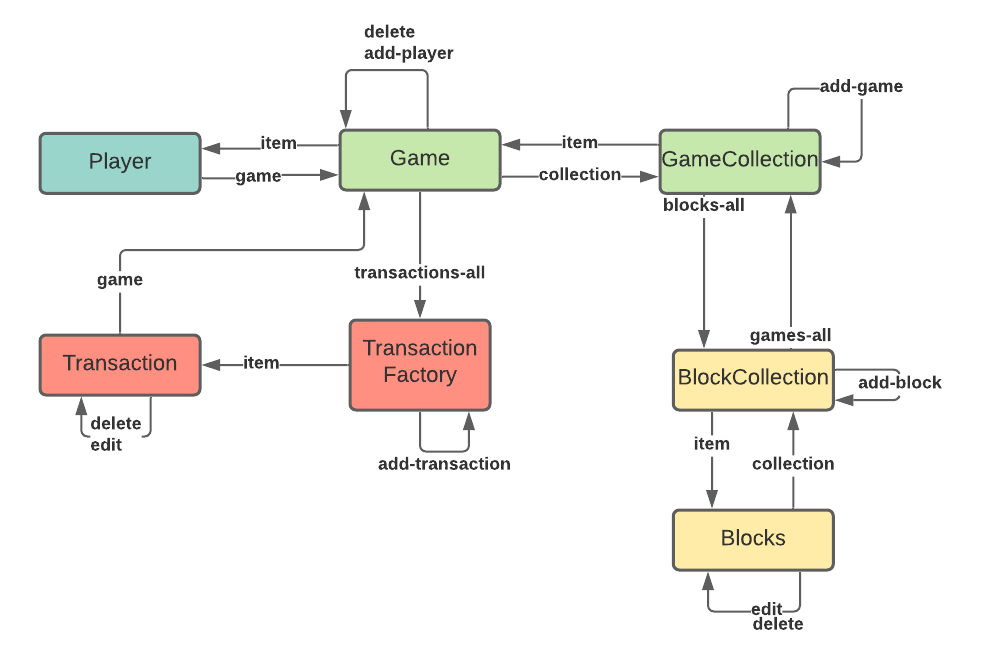 delete
add-player
add-game
Player
item
game
Game
item
collection
GameCollection
blocks-all
game
transactions-all
games-all
Transaction
item
Transaction
Factory
BlockCollection
add-block
delete
edit
add-transaction
item
collection
Blocks
edit
delete